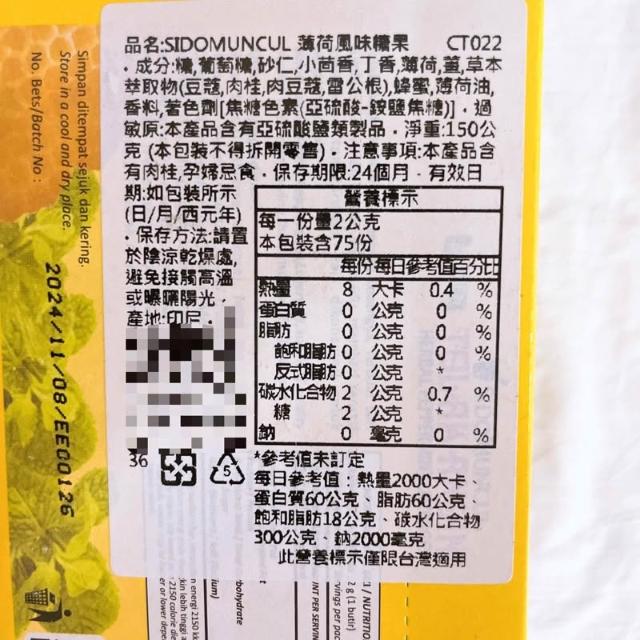 品名:SIDOMUNCUL 薄荷風味糖果 CT022
・成分:糖,葡萄糖,砂仁,小茴香,丁香,薄荷,薑,草本
萃取物(豆蔻,肉桂,肉豆蔻,雷公根),蜂蜜,薄荷油,
香料,著色劑[焦糖色素(亞硫酸-銨鹽焦糖)]・過
敏原:本產品含有亞硫酸鹽類製品・淨重:150公
克 (本包裝不得拆開零售)・注意事項:本產品含
有肉桂,孕婦忌食・保存期限:24個月・有效日
期:如包裝所示
(日/月/西元年)
・保存方法:請置
於陰涼乾燥處,
避免接觸高溫
或曝曬陽光・
產地:印尼・
營養標示
每一份量2公克
本包裝含75份
每份 每日參考值百分比
熱量 8 大卡 0.4 %
蛋白質 0 公克 0 %
脂肪 0 公克 0 %
飽和脂肪 0 公克 0 %
反式脂肪 0 公克 *
碳水化合物 2 公克 0.7 %
糖 2 公克 *
鈉 0 毫克 0 %
*參考值未訂定
每日參考值：熱量2000大卡、
蛋白質60公克、脂肪60公克、
飽和脂肪18公克、碳水化合物
300公克、鈉2000毫克
此營養標示僅限台灣適用
36
5
Simpan ditempat sejuk dan kering.
Store in a cool and dry place.
No. Bets/Batch No :
2024/11/08/EE00126